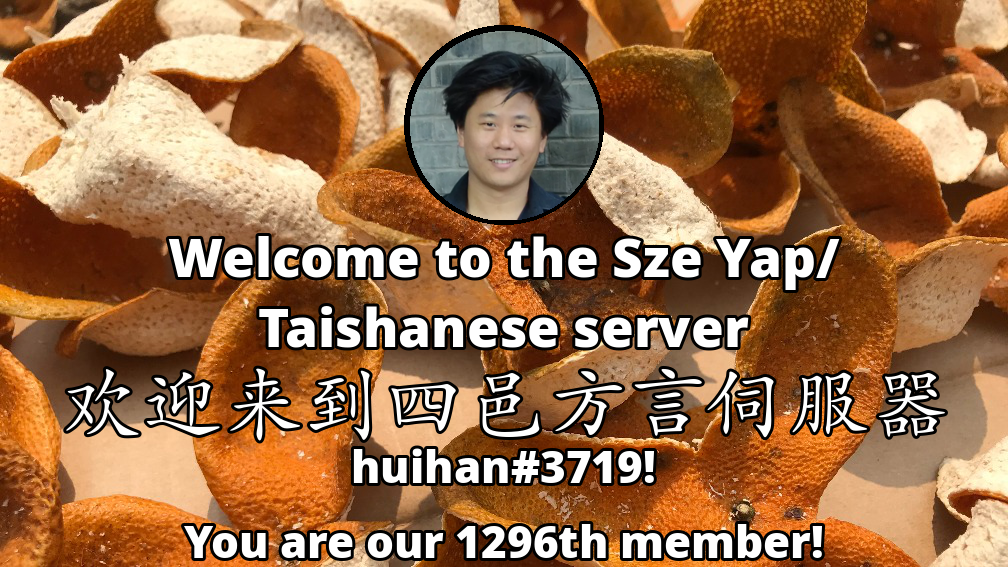 Welcome to the Sze Yap/
Taishanese server
欢迎来到四邑方言伺服器
huihan#3719!
You are our 1296th member!